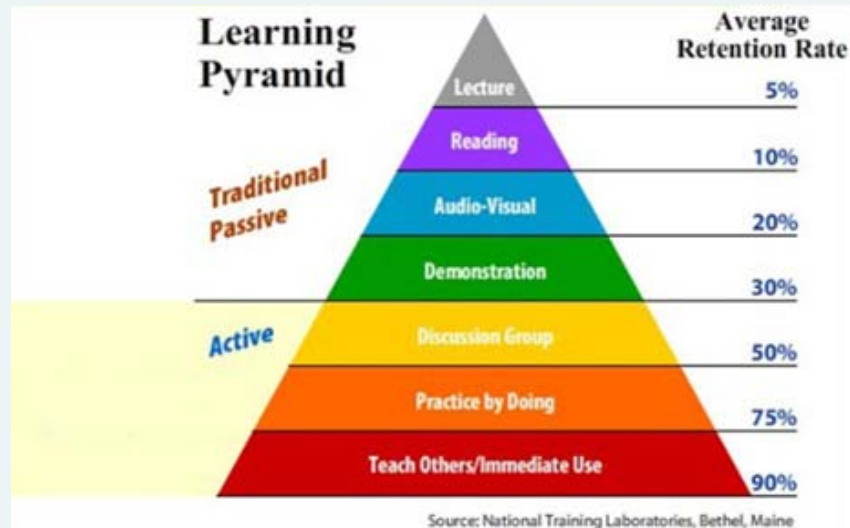 Learning
Pyramid
Average
Retention Rate
Lecture
5%
Reading
10%
Traditional
Passive
Audio-Visual
20%
Demonstration
30%
Active
Discussion Group
50%
Practice by Doing
75%
Teach Others/Immediate Use
90%
Source: National Training Laboratories, Bethel, Maine